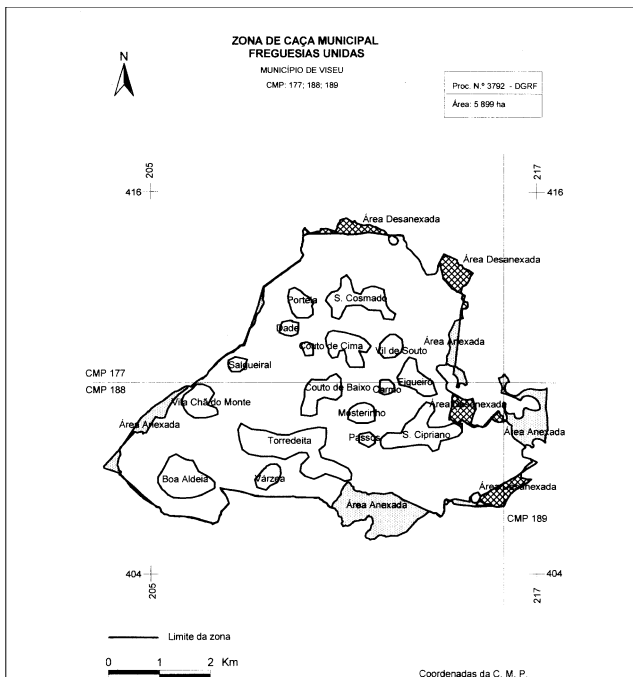 ZONA DE CAÇA MUNICIPAL
FREGUESIAS UNIDAS
MUNICÍPIO DE VISEU
CMP: 177; 188; 189
N
Proc. N.º 3792 - DGRF
Área: 5 899 ha
205
217
416
416
Área Desanexada
Área Desanexada
Portela
S. Cosmado
Dade
Couto de Cima
Área Anexada
Vil de Souto
Salgueiral
CMP 177
CMP 188
Figueiro
Couto de Baixo
Carmo
Vila Chã do Monte
Mosteirinho
Área Desanexada
Área Anexada
Torredeita
Passos
S. Cipriano
Área Anexada
Boa Aldeia
Várzea
Área Desanexada
Área Anexada
CMP 189
404
404
205
217
Limite da zona
0 1 2 Km
Coordenadas da C. M. P.